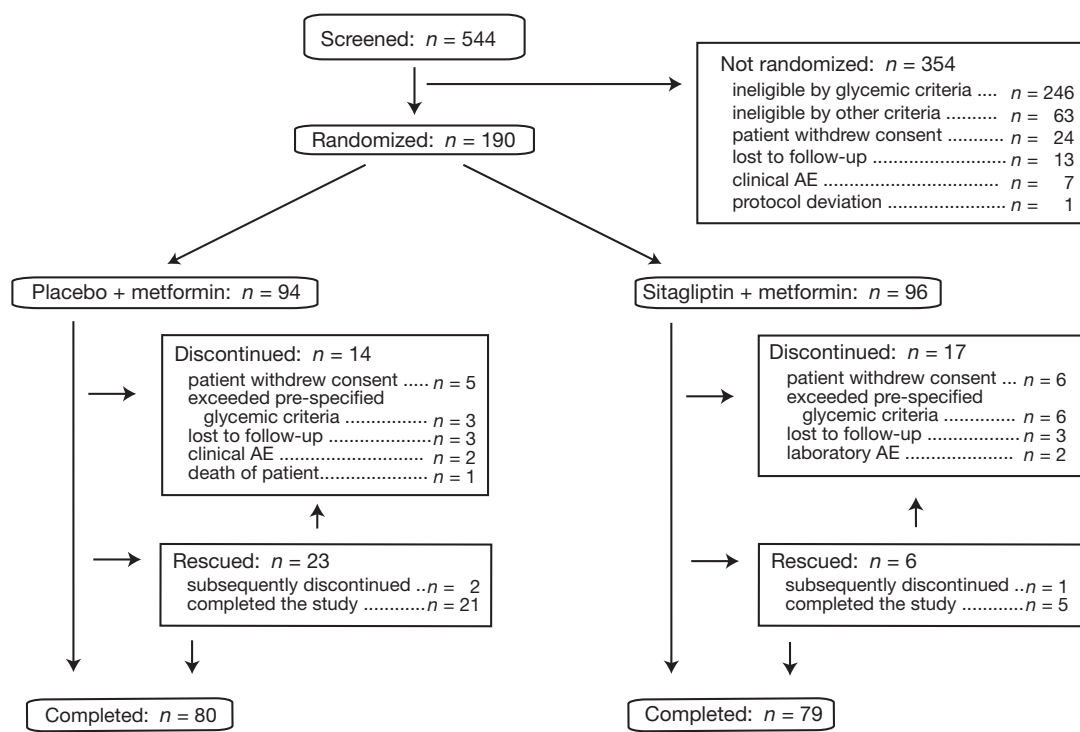 Screened: n = 544
Not randomized: n = 354
ineligible by glycemic criteria .... n = 246
ineligible by other criteria .......... n = 63
patient withdrew consent ........... n = 24
lost to follow-up ....................... n = 13
clinical AE ................................... n = 7
protocol deviation ....................... n = 1
Randomized: n = 190
Placebo + metformin: n = 94
Discontinued: n = 14
patient withdrew consent ..... n = 5
exceeded pre-specified
glycemic criteria ................ n = 3
lost to follow-up .................. n = 3
clinical AE ........................... n = 2
death of patient..................... n = 1
Rescued: n = 23
subsequently discontinued .. n = 2
completed the study ............ n = 21
Completed: n = 80
Sitagliptin + metformin: n = 96
Discontinued: n = 17
patient withdrew consent ... n = 6
exceeded pre-specified
glycemic criteria .............. n = 6
lost to follow-up .................. n = 3
laboratory AE ..................... n = 2
Rescued: n = 6
subsequently discontinued .. n = 1
completed the study ............ n = 5
Completed: n = 79